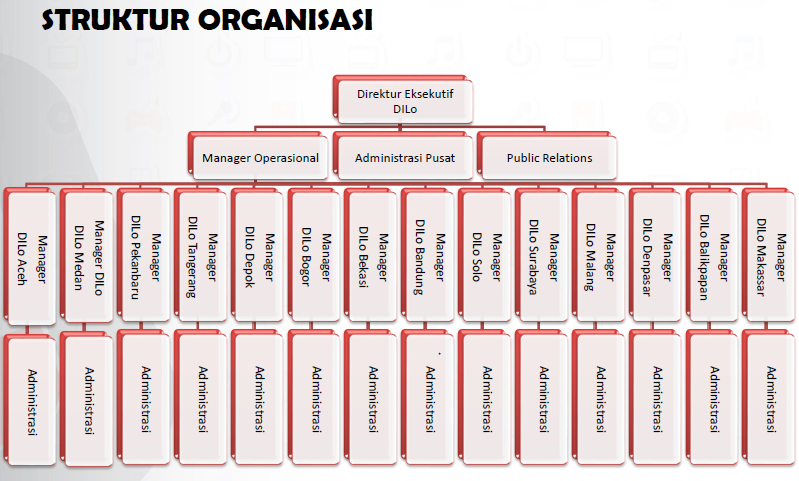 STRUKTUR ORGANISASI
Direktur Eksekutif
DILo
Manager Operasional
Administrasi Pusat
Public Relations
Manager
DILo Aceh
Manager DILo
DILo Medan
Manager
DILo Pekanbaru
Manager
DILo Tangerang
Manager
DILo Depok
Manager
DILo Bogor
Manager
DILo Bekasi
Manager
DILo Bandung
Manager
DILo Solo
Manager
DILo Surabaya
Manager
DILo Malang
Manager
DILo Denpasar
Manager
DILo Balikpapan
Manager
DILo Makassar
Administrasi
Administrasi
Administrasi
Administrasi
Administrasi
Administrasi
Administrasi
Administrasi
Administrasi
Administrasi
Administrasi
Administrasi
Administrasi
Administrasi